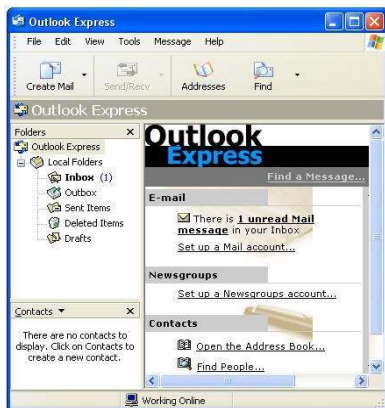 Outlook Express
File Edit View Tools Message Help
Create Mail Send/Recv Addresses Find
Outlook Express
Folders
Outlook Express
Local Folders
Inbox (1)
Outbox
Sent Items
Deleted Items
Drafts
Contacts
There are no contacts to
display. Click on Contacts to
create a new contact.
Outlook
Express
Find a Message...
E-mail
There is 1 unread Mail
message in your Inbox
Set up a Mail account...
Newsgroups
Set up a Newsgroups account...
Contacts
Open the Address Book...
Find People...
Working Online